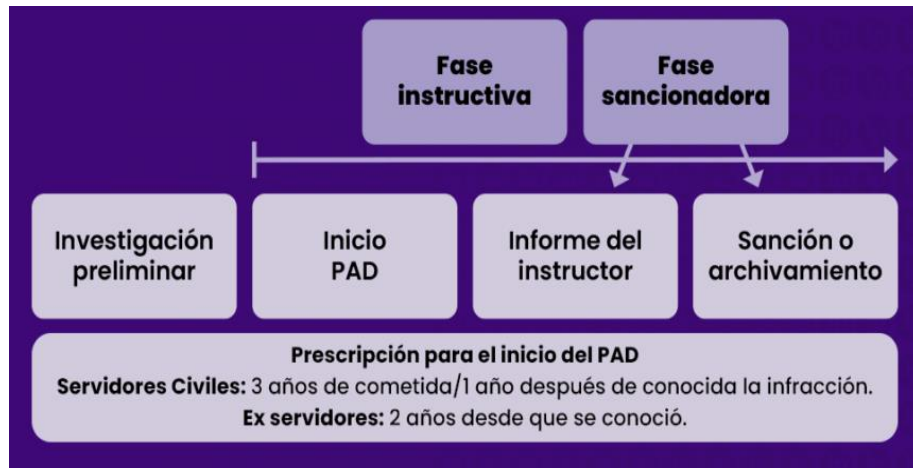 Fase
instructiva
Fase
sancionadora
Investigación
preliminar
Inicio
PAD
Informe del
instructor
Sanción o
archivamiento
Prescripción para el inicio del PAD
Servidores Civiles: 3 años de cometida/1 año después de conocida la infracción.
Ex servidores: 2 años desde que se conoció.